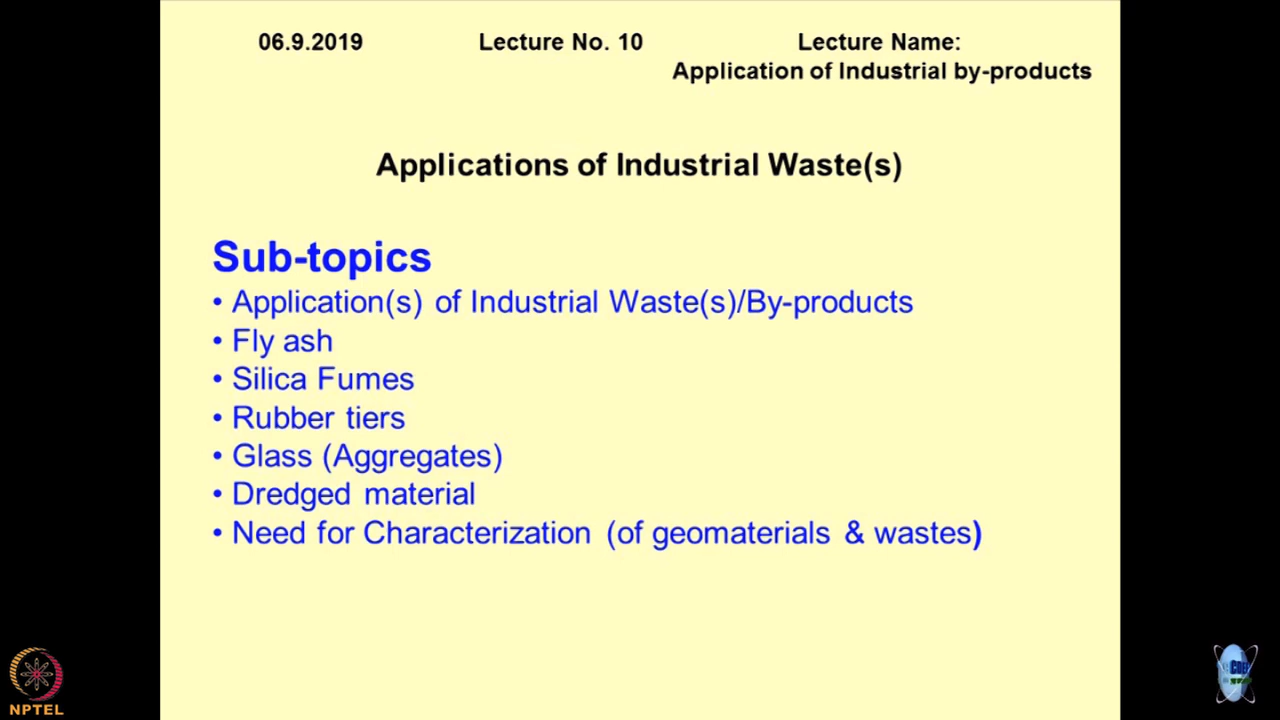 06.9.2019 Lecture No. 10 Lecture Name:
Application of Industrial by-products
Applications of Industrial Waste(s)
Sub-topics
• Application(s) of Industrial Waste(s)/By-products
• Fly ash
• Silica Fumes
• Rubber tiers
• Glass (Aggregates)
• Dredged material
• Need for Characterization (of geomaterials & wastes)
NPTEL